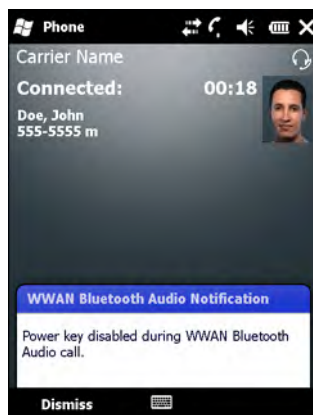 Phone
Carrier Name
Connected: 00:18
Doe, John
555-5555 m
WWAN Bluetooth Audio Notification
Power key disabled during WWAN Bluetooth
Audio call.
Dismiss